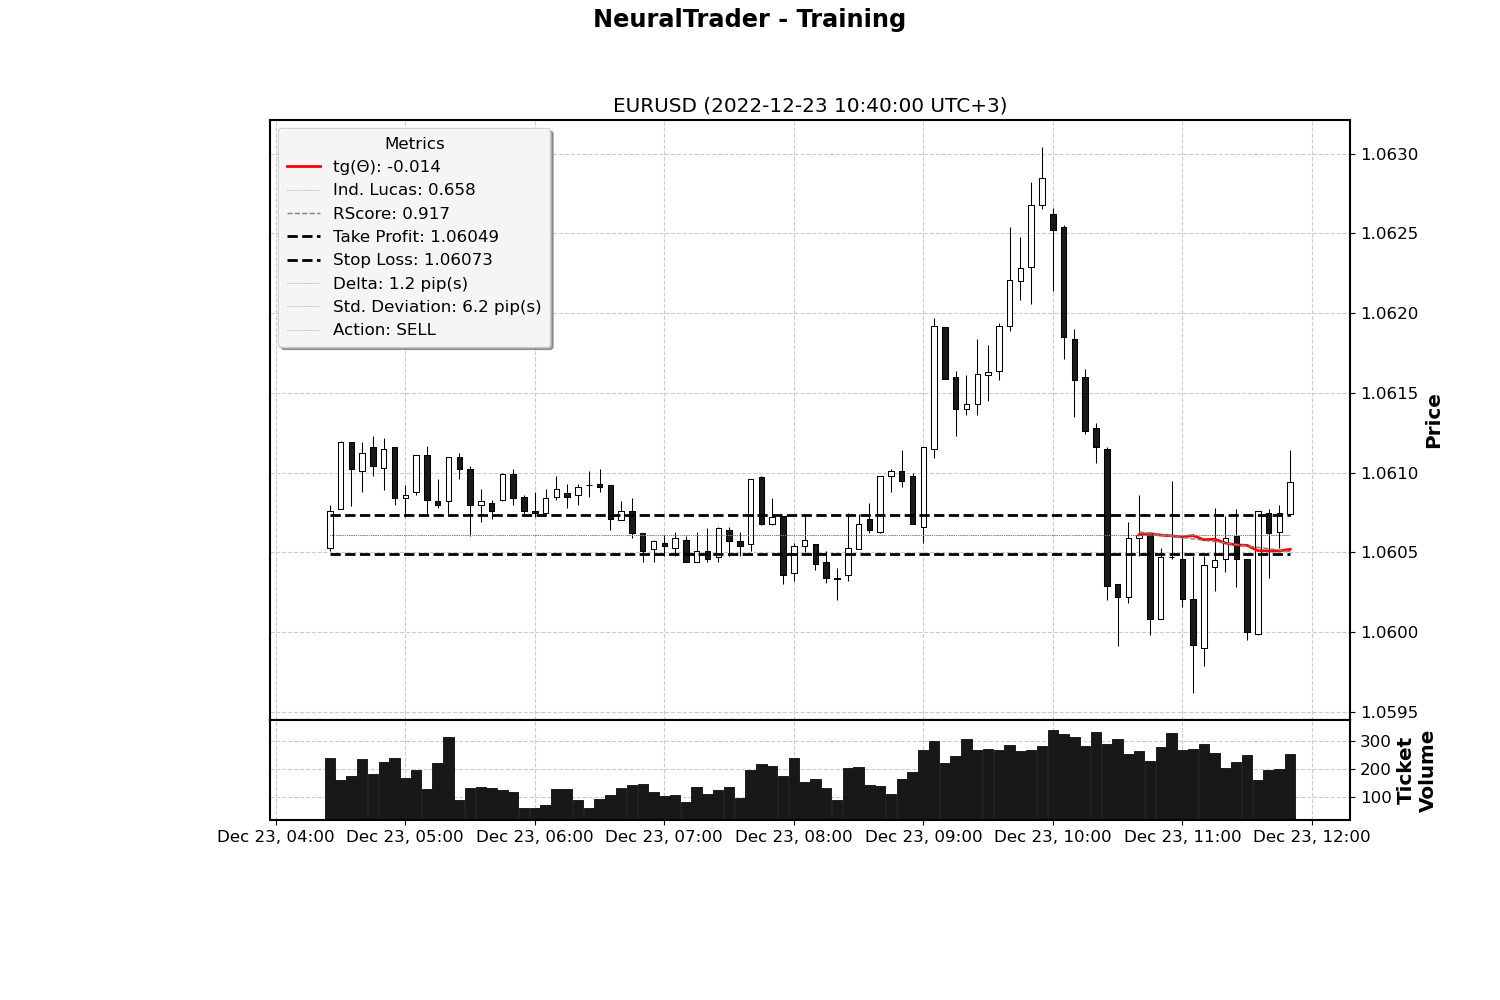 NeuralTrader - Training
EURUSD (2022-12-23 10:40:00 UTC+3)
Metrics
tg(Θ): -0.014
Ind. Lucas: 0.658
RScore: 0.917
Take Profit: 1.06049
Stop Loss: 1.06073
Delta: 1.2 pip(s)
Std. Deviation: 6.2 pip(s)
Action: SELL
1.0630
1.0625
1.0620
1.0615
1.0610
1.0605
1.0600
1.0595
Price
300
200
100
Ticket
Volume
Dec 23, 04:00 Dec 23, 05:00 Dec 23, 06:00 Dec 23, 07:00 Dec 23, 08:00 Dec 23, 09:00 Dec 23, 10:00 Dec 23, 11:00 Dec 23, 12:00